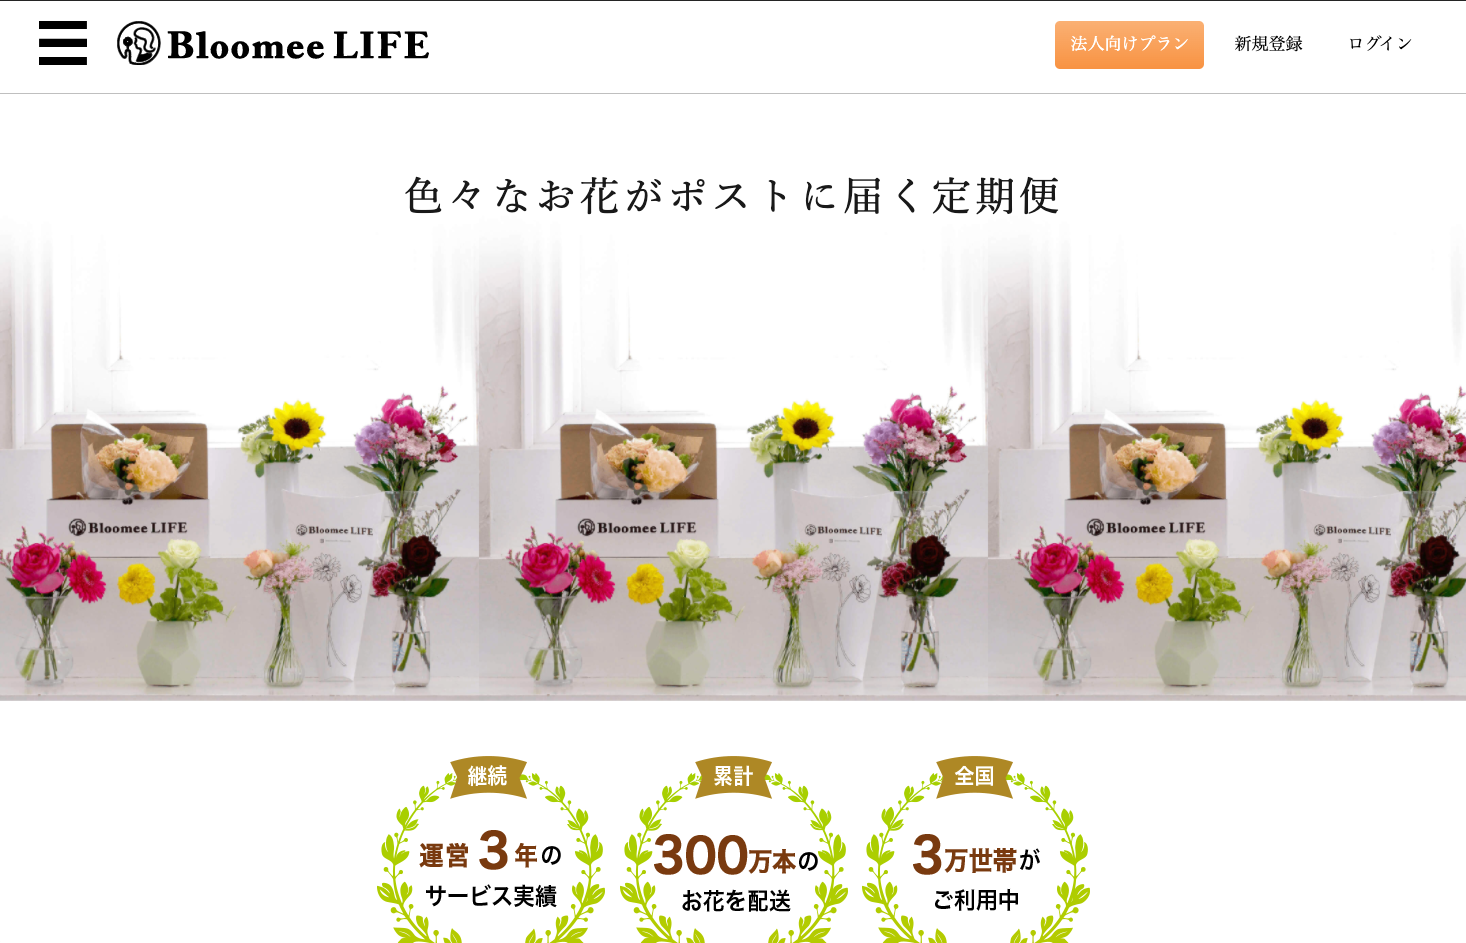 Bloomee LIFE
法人向けプラン
新規登録
ログイン
色々なお花がポストに届く定期便
Bloomee LIFE
Bloomee LIFE
Bloomee LIFE
Bloomee LIFE
Bloomee LIFE
Bloomee LIFE
継続
運営3年の
サービス実績
累計
300万本の
お花を配送
全国
3万世帯が
ご利用中